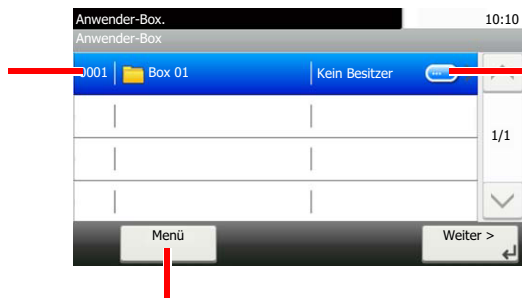 Anwender-Box. 10:10
Anwender-Box
0001 Box 01 Kein Besitzer ...
1/1
Menü Weiter >